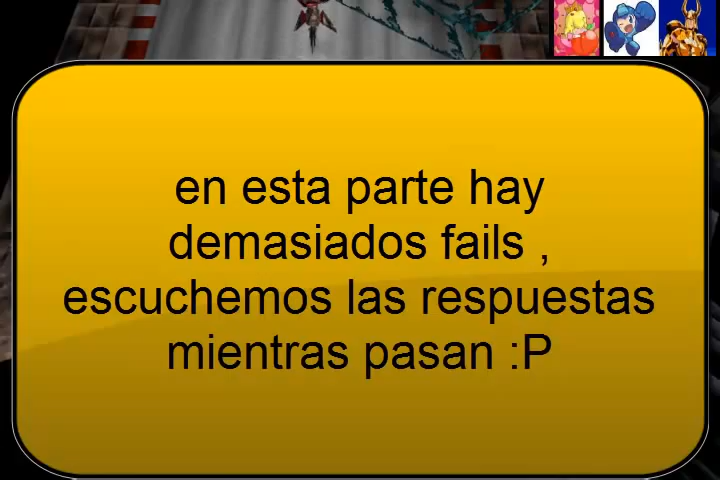 en esta parte hay
demasiados fails ,
escuchemos las respuestas
mientras pasan :P